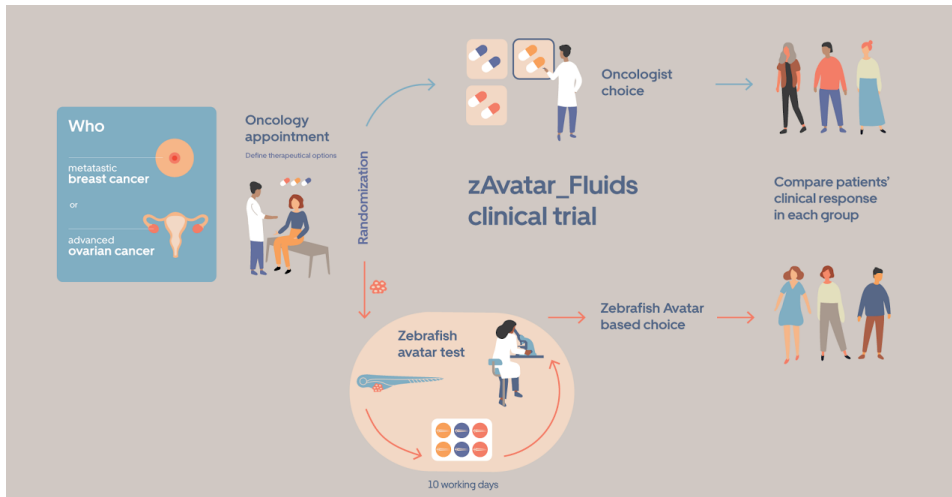 Who
metatastic
breast cancer
or
advanced
ovarian cancer
Oncology
appointment
Define therapeutical options
Randomization
Oncologist
choice
zAvatar_Fluids
clinical trial
Compare patients'
clinical response
in each group
Zebrafish
avatar test
10 working days
Zebrafish Avatar
based choice